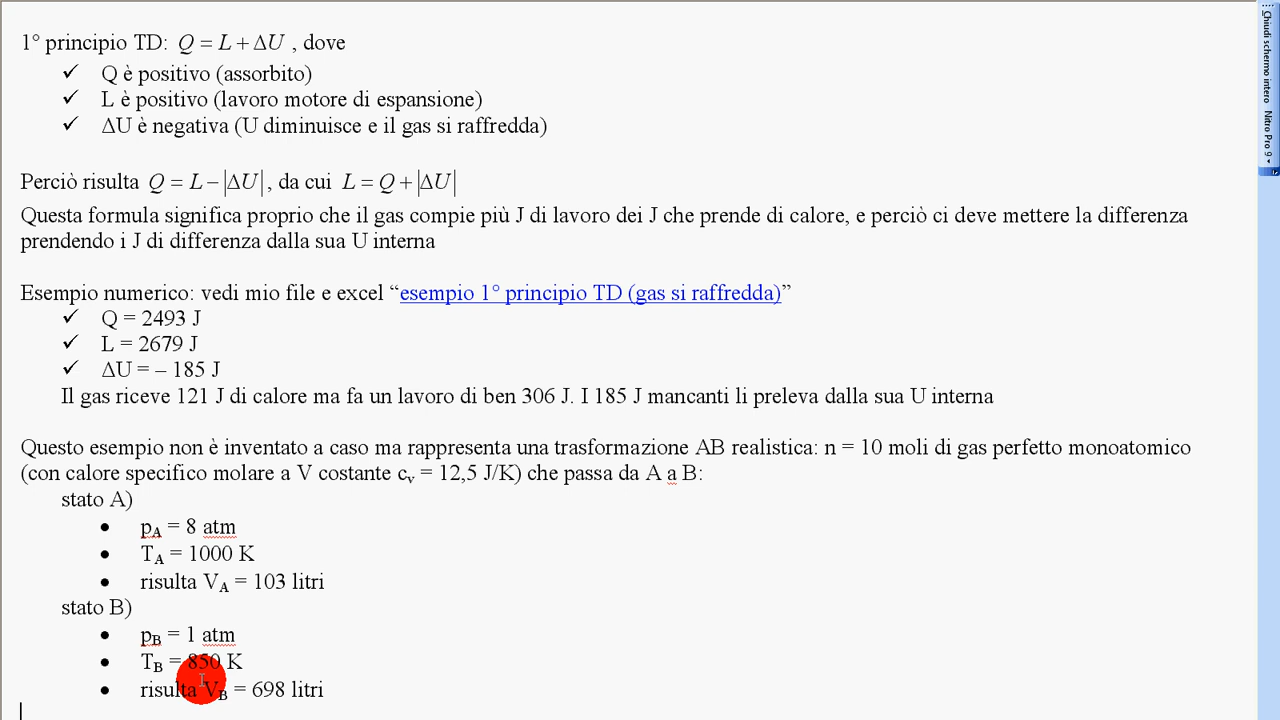 1° principio TD: Q = L + ΔU , dove
✓ Q è positivo (assorbito)
✓ L è positivo (lavoro motore di espansione)
✓ ΔU è negativa (U diminuisce e il gas si raffredda)
Perciò risulta Q = L − |ΔU| , da cui L = Q + |ΔU|
Questa formula significa proprio che il gas compie più J di lavoro dei J che prende di calore, e perciò ci deve mettere la differenza
prendendo i J di differenza dalla sua U interna
Esempio numerico: vedi mio file e excel “esempio 1° principio TD (gas si raffredda)”
✓ Q = 2493 J
✓ L = 2679 J
✓ ΔU = – 185 J
Il gas riceve 121 J di calore ma fa un lavoro di ben 306 J. I 185 J mancanti li preleva dalla sua U interna
Questo esempio non è inventato a caso ma rappresenta una trasformazione AB realistica: n = 10 moli di gas perfetto monoatomico
(con calore specifico molare a V costante cv = 12,5 J/K) che passa da A a B:
stato A)
• pA = 8 atm
• TA = 1000 K
• risulta VA = 103 litri
stato B)
• pB = 1 atm
• TB = 850 K
• risulta VB = 698 litri
Chiudi schermo intero Nitro Pro 9